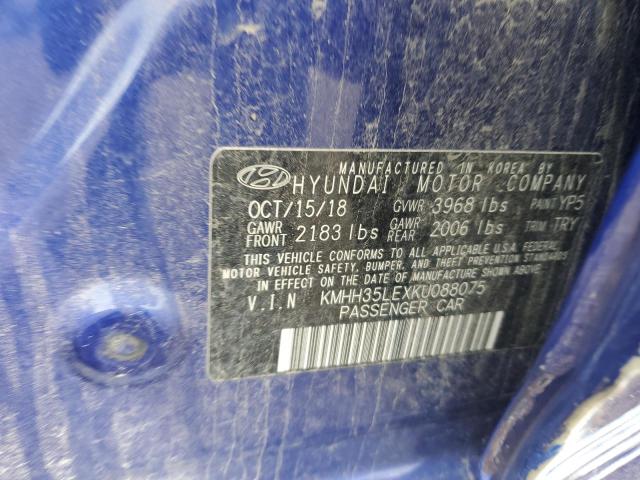 MANUFACTURED IN KOREA BY
HYUNDAI MOTOR COMPANY
OCT/15/18 GVWR 3968 lbs PAINT YP5
GAWR FRONT 2183 lbs GAWR REAR 2006 lbs TRIM TRY
THIS VEHICLE CONFORMS TO ALL APPLICABLE U.S.A. FEDERAL
MOTOR VEHICLE SAFETY, BUMPER, AND THEFT PREVENTION STANDARDS
IN EFFECT ON THE DATE OF MANUFACTURE SHOWN ABOVE.
V.I.N KMHH35LEXKU088075
PASSENGER CAR